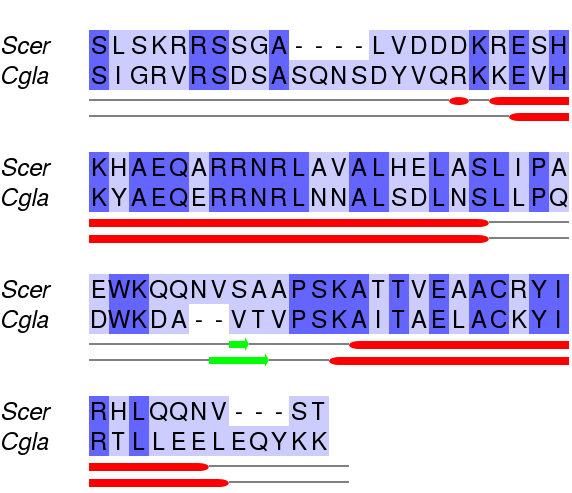 Scer SLSKRRSSGA----LVDDDKRESH
Cgla SIGRVRSDSASQNSDYVQRKKEVH
Scer KHAEQARRNRLAVALHELASLIPA
Cgla KYAEQERRNRLNNALSDLNSLLPQ
Scer EWKQQNVSAAPSKATTVEAACRYI
Cgla DWKDA--VTVPSKAITAELACKYI
Scer RHLQQNV---ST
Cgla RTLLEELEQYKK